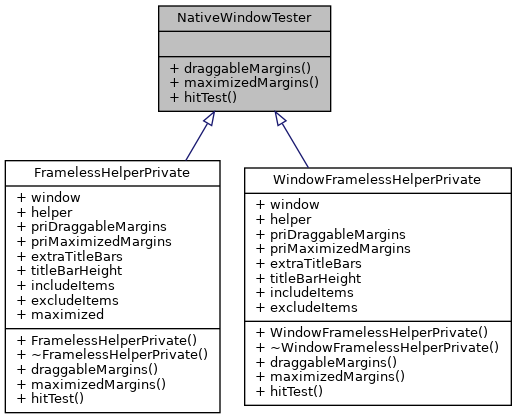 NativeWindowTester
+ draggableMargins()
+ maximizedMargins()
+ hitTest()
FramelessHelperPrivate
+ window
+ helper
+ priDraggableMargins
+ priMaximizedMargins
+ extraTitleBars
+ titleBarHeight
+ includeItems
+ excludeItems
+ maximized
+ FramelessHelperPrivate()
+ ~FramelessHelperPrivate()
+ draggableMargins()
+ maximizedMargins()
+ hitTest()
WindowFramelessHelperPrivate
+ window
+ helper
+ priDraggableMargins
+ priMaximizedMargins
+ extraTitleBars
+ titleBarHeight
+ includeItems
+ excludeItems
+ WindowFramelessHelperPrivate()
+ ~WindowFramelessHelperPrivate()
+ draggableMargins()
+ maximizedMargins()
+ hitTest()